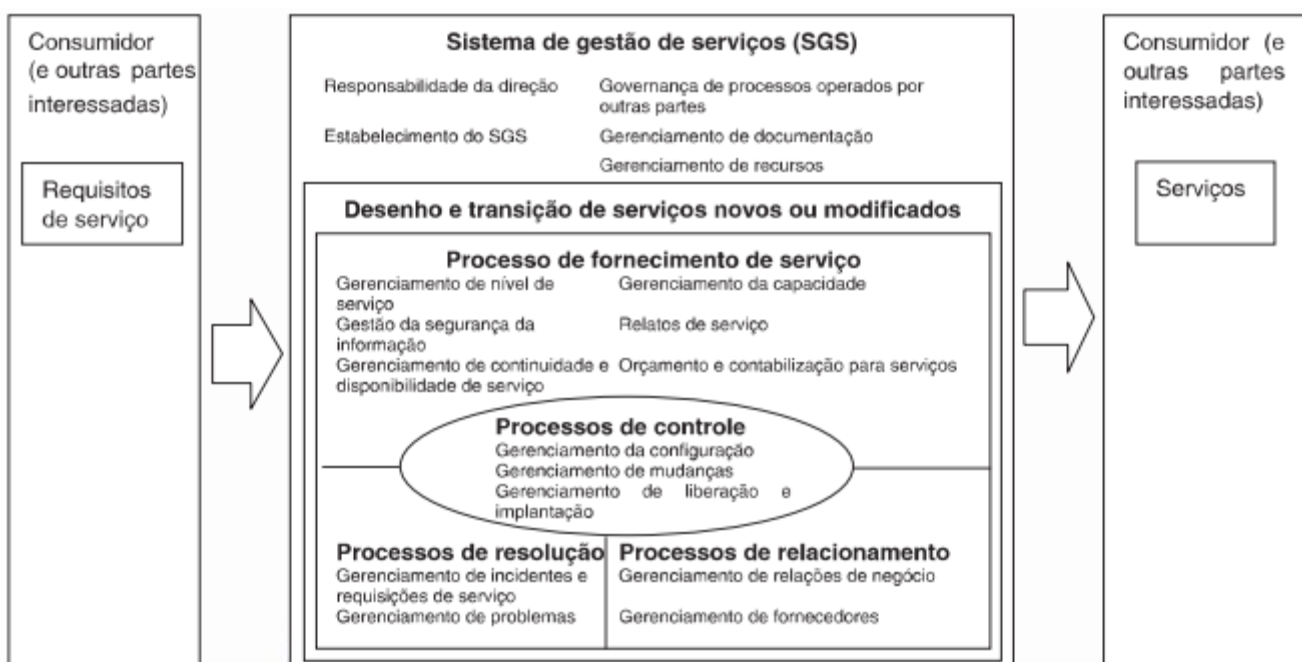 Consumidor
(e outras partes
interessadas)
Requisitos
de serviço
Sistema de gestão de serviços (SGS)
Responsabilidade da direção
Governança de processos operados por
outras partes
Estabelecimento do SGS
Gerenciamento de documentação
Gerenciamento de recursos
Desenho e transição de serviços novos ou modificados
Processo de fornecimento de serviço
Gerenciamento de nível de
serviço
Gerenciamento da capacidade
Gestão da segurança da
informação
Relatos de serviço
Gerenciamento de continuidade e
disponibilidade de serviço
Orçamento e contabilização para serviços
Processos de controle
Gerenciamento da configuração
Gerenciamento de mudanças
Gerenciamento de liberação e
implantação
Processos de resolução
Gerenciamento de incidentes e
requisições de serviço
Gerenciamento de problemas
Processos de relacionamento
Gerenciamento de relações de negócio
Gerenciamento de fornecedores
Consumidor (e
outras partes
interessadas)
Serviços